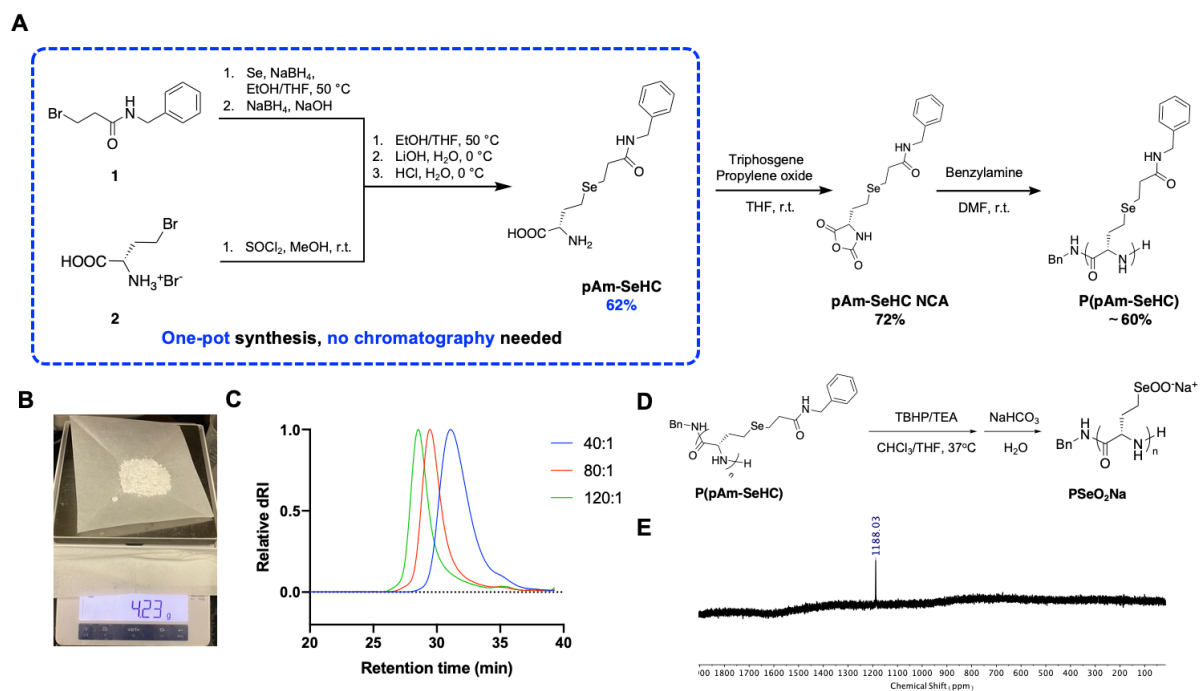 A
Br
H
N
O
1
1. Se, NaBH₄,
EtOH/THF, 50 °C
2. NaBH₄, NaOH
HOOC
Br
NH₃⁺Br⁻
2
1. SOCl₂, MeOH, r.t.
1. EtOH/THF, 50 °C
2. LiOH, H₂O, 0 °C
3. HCl, H₂O, 0 °C
HN
O
Se
HOOC
NH₂
pAm-SeHC
62%
One-pot synthesis, no chromatography needed
Triphosgene
Propylene oxide
THF, r.t.
HN
O
Se
O
NH
O
O
pAm-SeHC NCA
72%
Benzylamine
DMF, r.t.
HN
O
Se
Bn
H
N
O
N
H
H
n
P(pAm-SeHC)
~ 60%
B
4.23 g
C
Relative dRI
1.0
0.5
0.0
20 25 30 35 40
Retention time (min)
40:1
80:1
120:1
D
Bn-NH
O
HN
H
n
Se
H
N
O
P(pAm-SeHC)
TBHP/TEA
CHCl₃/THF, 37°C
NaHCO₃
H₂O
SeOO⁻Na⁺
Bn
H
N
O
N
H
H
n
PSeO₂Na
E
1188.03
00 1800 1700 1600 1500 1400 1300 1200 1100 1000 900 800 700 600 500 400 300 200 100
Chemical Shift (ppm)